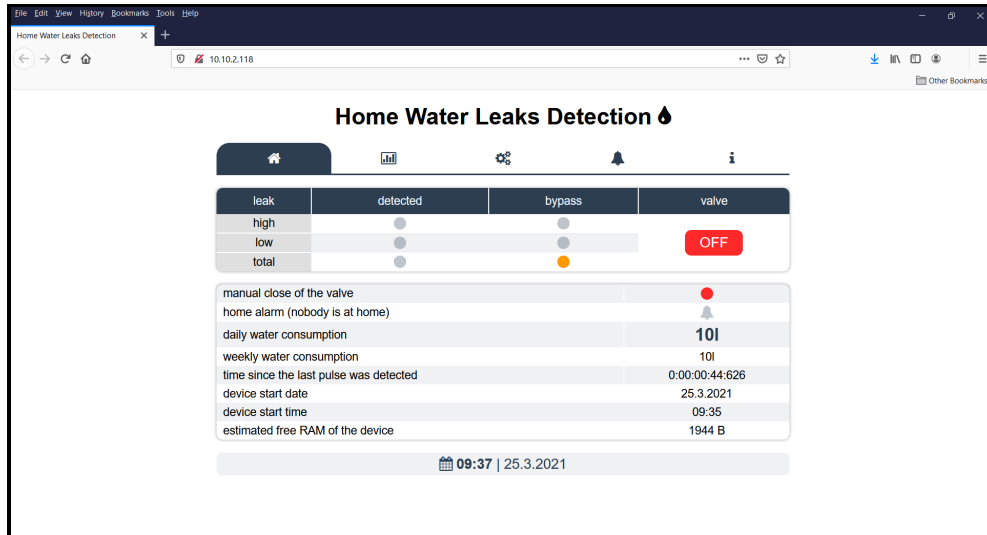 File Edit View History Bookmarks Tools Help
Home Water Leaks Detection
10.10.2.118
Other Bookmarks
Home Water Leaks Detection
leak detected bypass valve
high
low OFF
total
manual close of the valve
home alarm (nobody is at home)
daily water consumption 10l
weekly water consumption 10l
time since the last pulse was detected 0:00:00:44:626
device start date 25.3.2021
device start time 09:35
estimated free RAM of the device 1944 B
09:37 | 25.3.2021